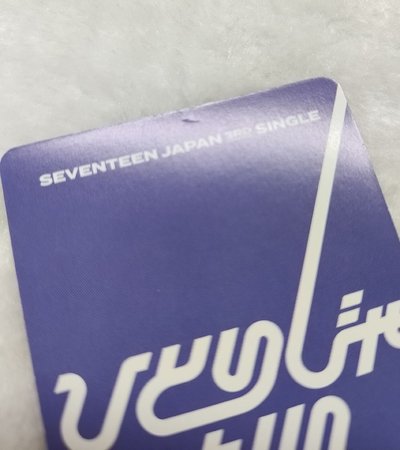 SEVENTEEN JAPAN 3RD SINGLE
ひとりじゃ